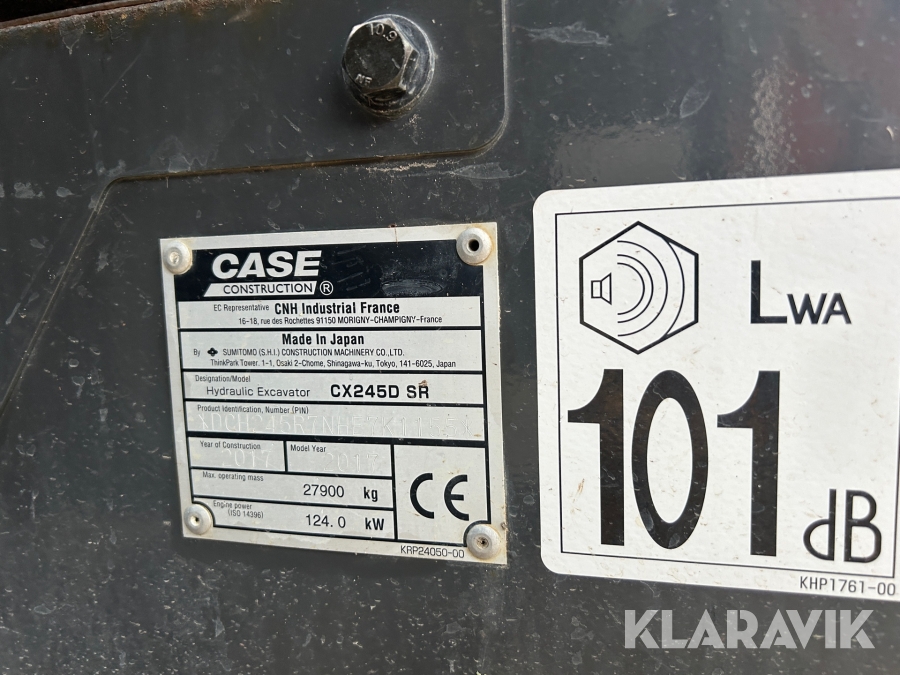 10.9
CASE
CONSTRUCTION ®
EC Representative CNH Industrial France
16-18, rue des Rochettes 91150 MORIGNY-CHAMPIGNY-France
Made in Japan
By SUMITOMO (S.H.I.) CONSTRUCTION MACHINERY CO.,LTD.
ThinkPark Tower. 1-1, Osaki 2-Chome, Shinagawa-ku, Tokyo, 141-6025, Japan
Designation/Model
Hydraulic Excavator CX245D SR
Product Identification, Number (PIN)
Year of Construction Model Year
2017 2017
Max. operating mass
27900 kg
Engine power
(ISO 14396)
124.0 kW
CE
KRP24050-00
LWA
101
dB
KHP1761-00
KLARAVIK